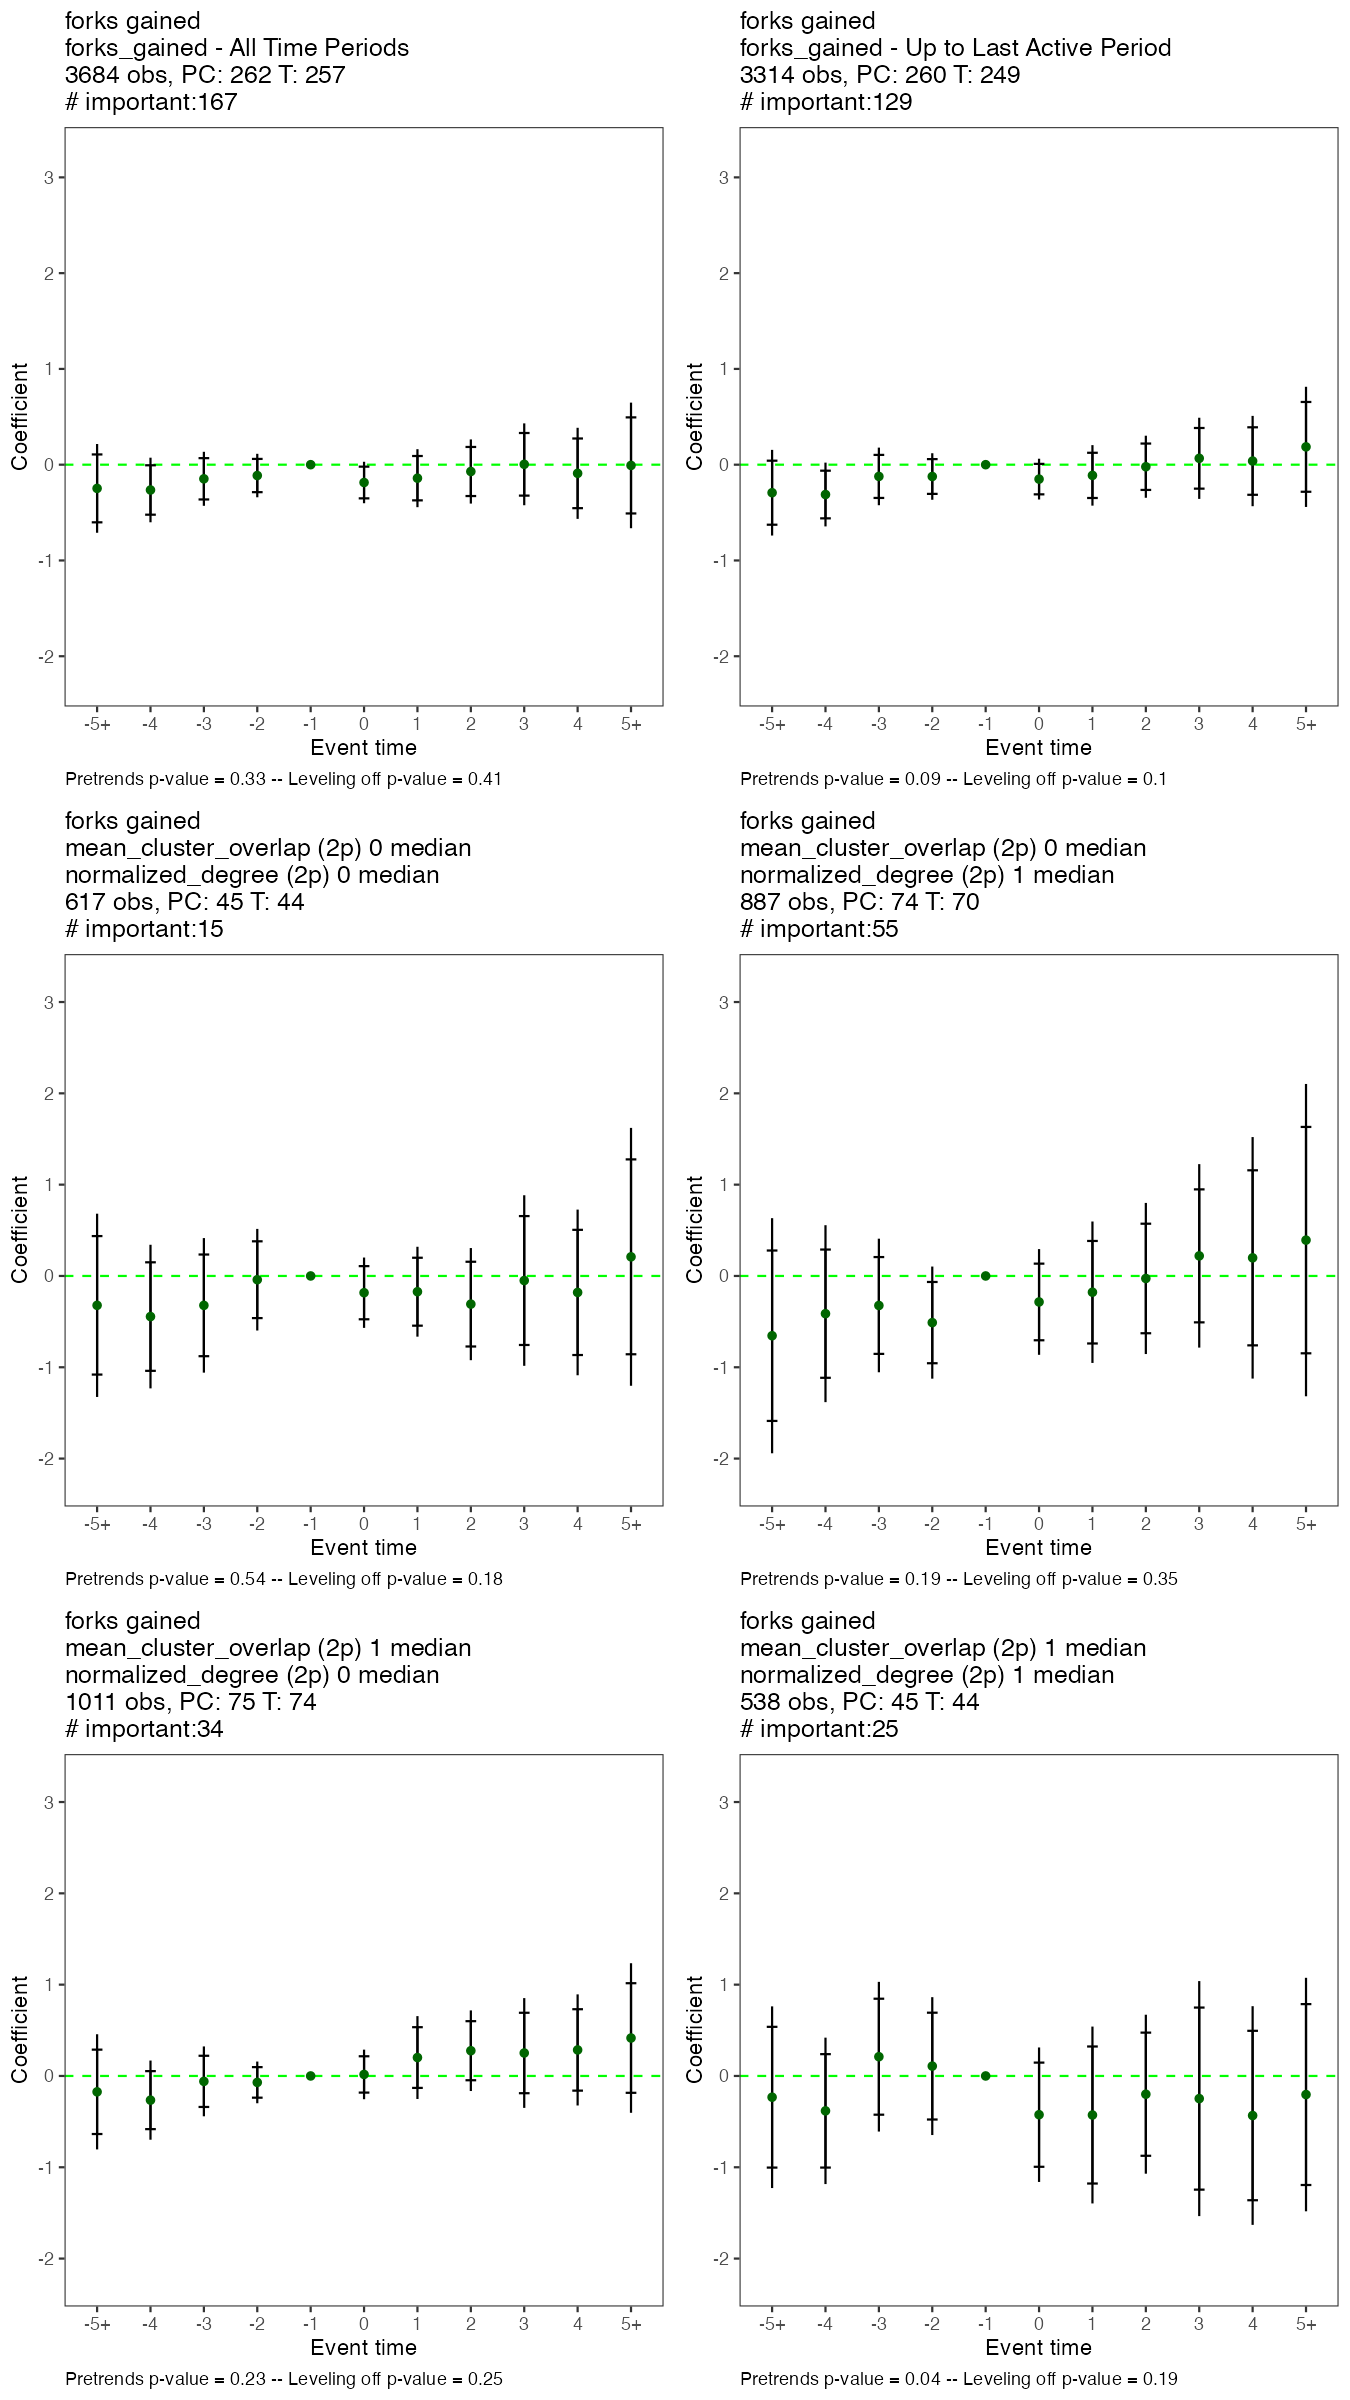 forks gained
forks_gained - All Time Periods
3684 obs, PC: 262 T: 257
# important:167
3
2
1
0
-1
-2
Coefficient
-5+ -4 -3 -2 -1 0 1 2 3 4 5+
Event time
Pretrends p-value = 0.33 -- Leveling off p-value = 0.41
forks gained
forks_gained - Up to Last Active Period
3314 obs, PC: 260 T: 249
# important:129
3
2
1
0
-1
-2
Coefficient
-5+ -4 -3 -2 -1 0 1 2 3 4 5+
Event time
Pretrends p-value = 0.09 -- Leveling off p-value = 0.1
forks gained
mean_cluster_overlap (2p) 0 median
normalized_degree (2p) 0 median
617 obs, PC: 45 T: 44
# important:15
3
2
1
0
-1
-2
Coefficient
-5+ -4 -3 -2 -1 0 1 2 3 4 5+
Event time
Pretrends p-value = 0.54 -- Leveling off p-value = 0.18
forks gained
mean_cluster_overlap (2p) 0 median
normalized_degree (2p) 1 median
887 obs, PC: 74 T: 70
# important:55
3
2
1
0
-1
-2
Coefficient
-5+ -4 -3 -2 -1 0 1 2 3 4 5+
Event time
Pretrends p-value = 0.19 -- Leveling off p-value = 0.35
forks gained
mean_cluster_overlap (2p) 1 median
normalized_degree (2p) 0 median
1011 obs, PC: 75 T: 74
# important:34
3
2
1
0
-1
-2
Coefficient
-5+ -4 -3 -2 -1 0 1 2 3 4 5+
Event time
Pretrends p-value = 0.23 -- Leveling off p-value = 0.25
forks gained
mean_cluster_overlap (2p) 1 median
normalized_degree (2p) 1 median
538 obs, PC: 45 T: 44
# important:25
3
2
1
0
-1
-2
Coefficient
-5+ -4 -3 -2 -1 0 1 2 3 4 5+
Event time
Pretrends p-value = 0.04 -- Leveling off p-value = 0.19